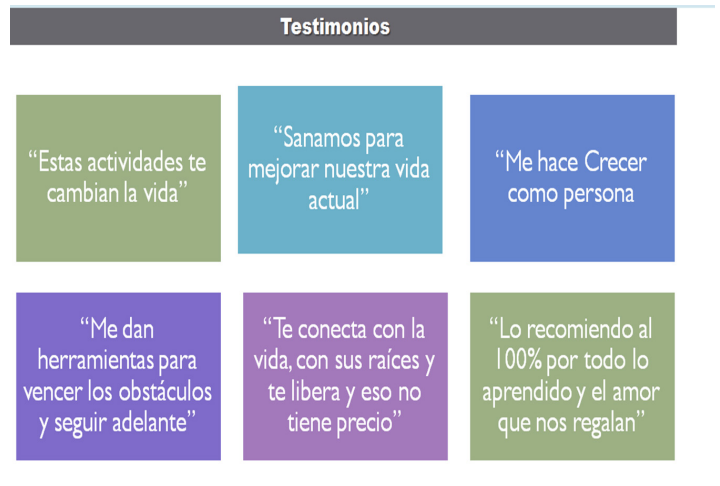 Testimonios
“Estas actividades te
cambian la vida”
“Sanamos para
mejorar nuestra vida
actual”
“Me hace Crecer
como persona
“Me dan
herramientas para
vencer los obstáculos
y seguir adelante”
“Te conecta con la
vida, con sus raíces y
te libera y eso no
tiene precio”
“Lo recomiendo al
100% por todo lo
aprendido y el amor
que nos regalan”